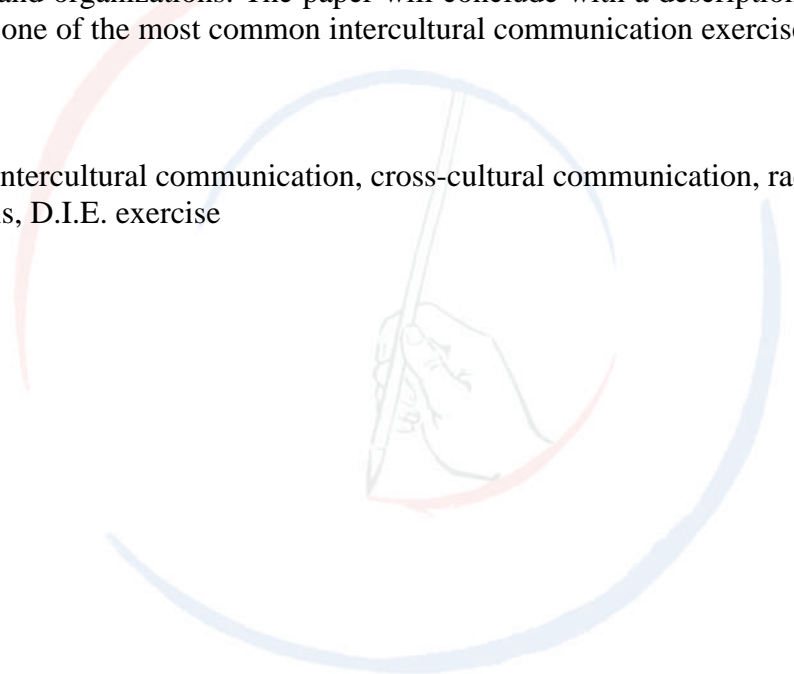 and organizations. The paper will conclude with a description
one of the most common intercultural communication exercise
ntercultural communication, cross-cultural communication, ra
s, D.I.E. exercise